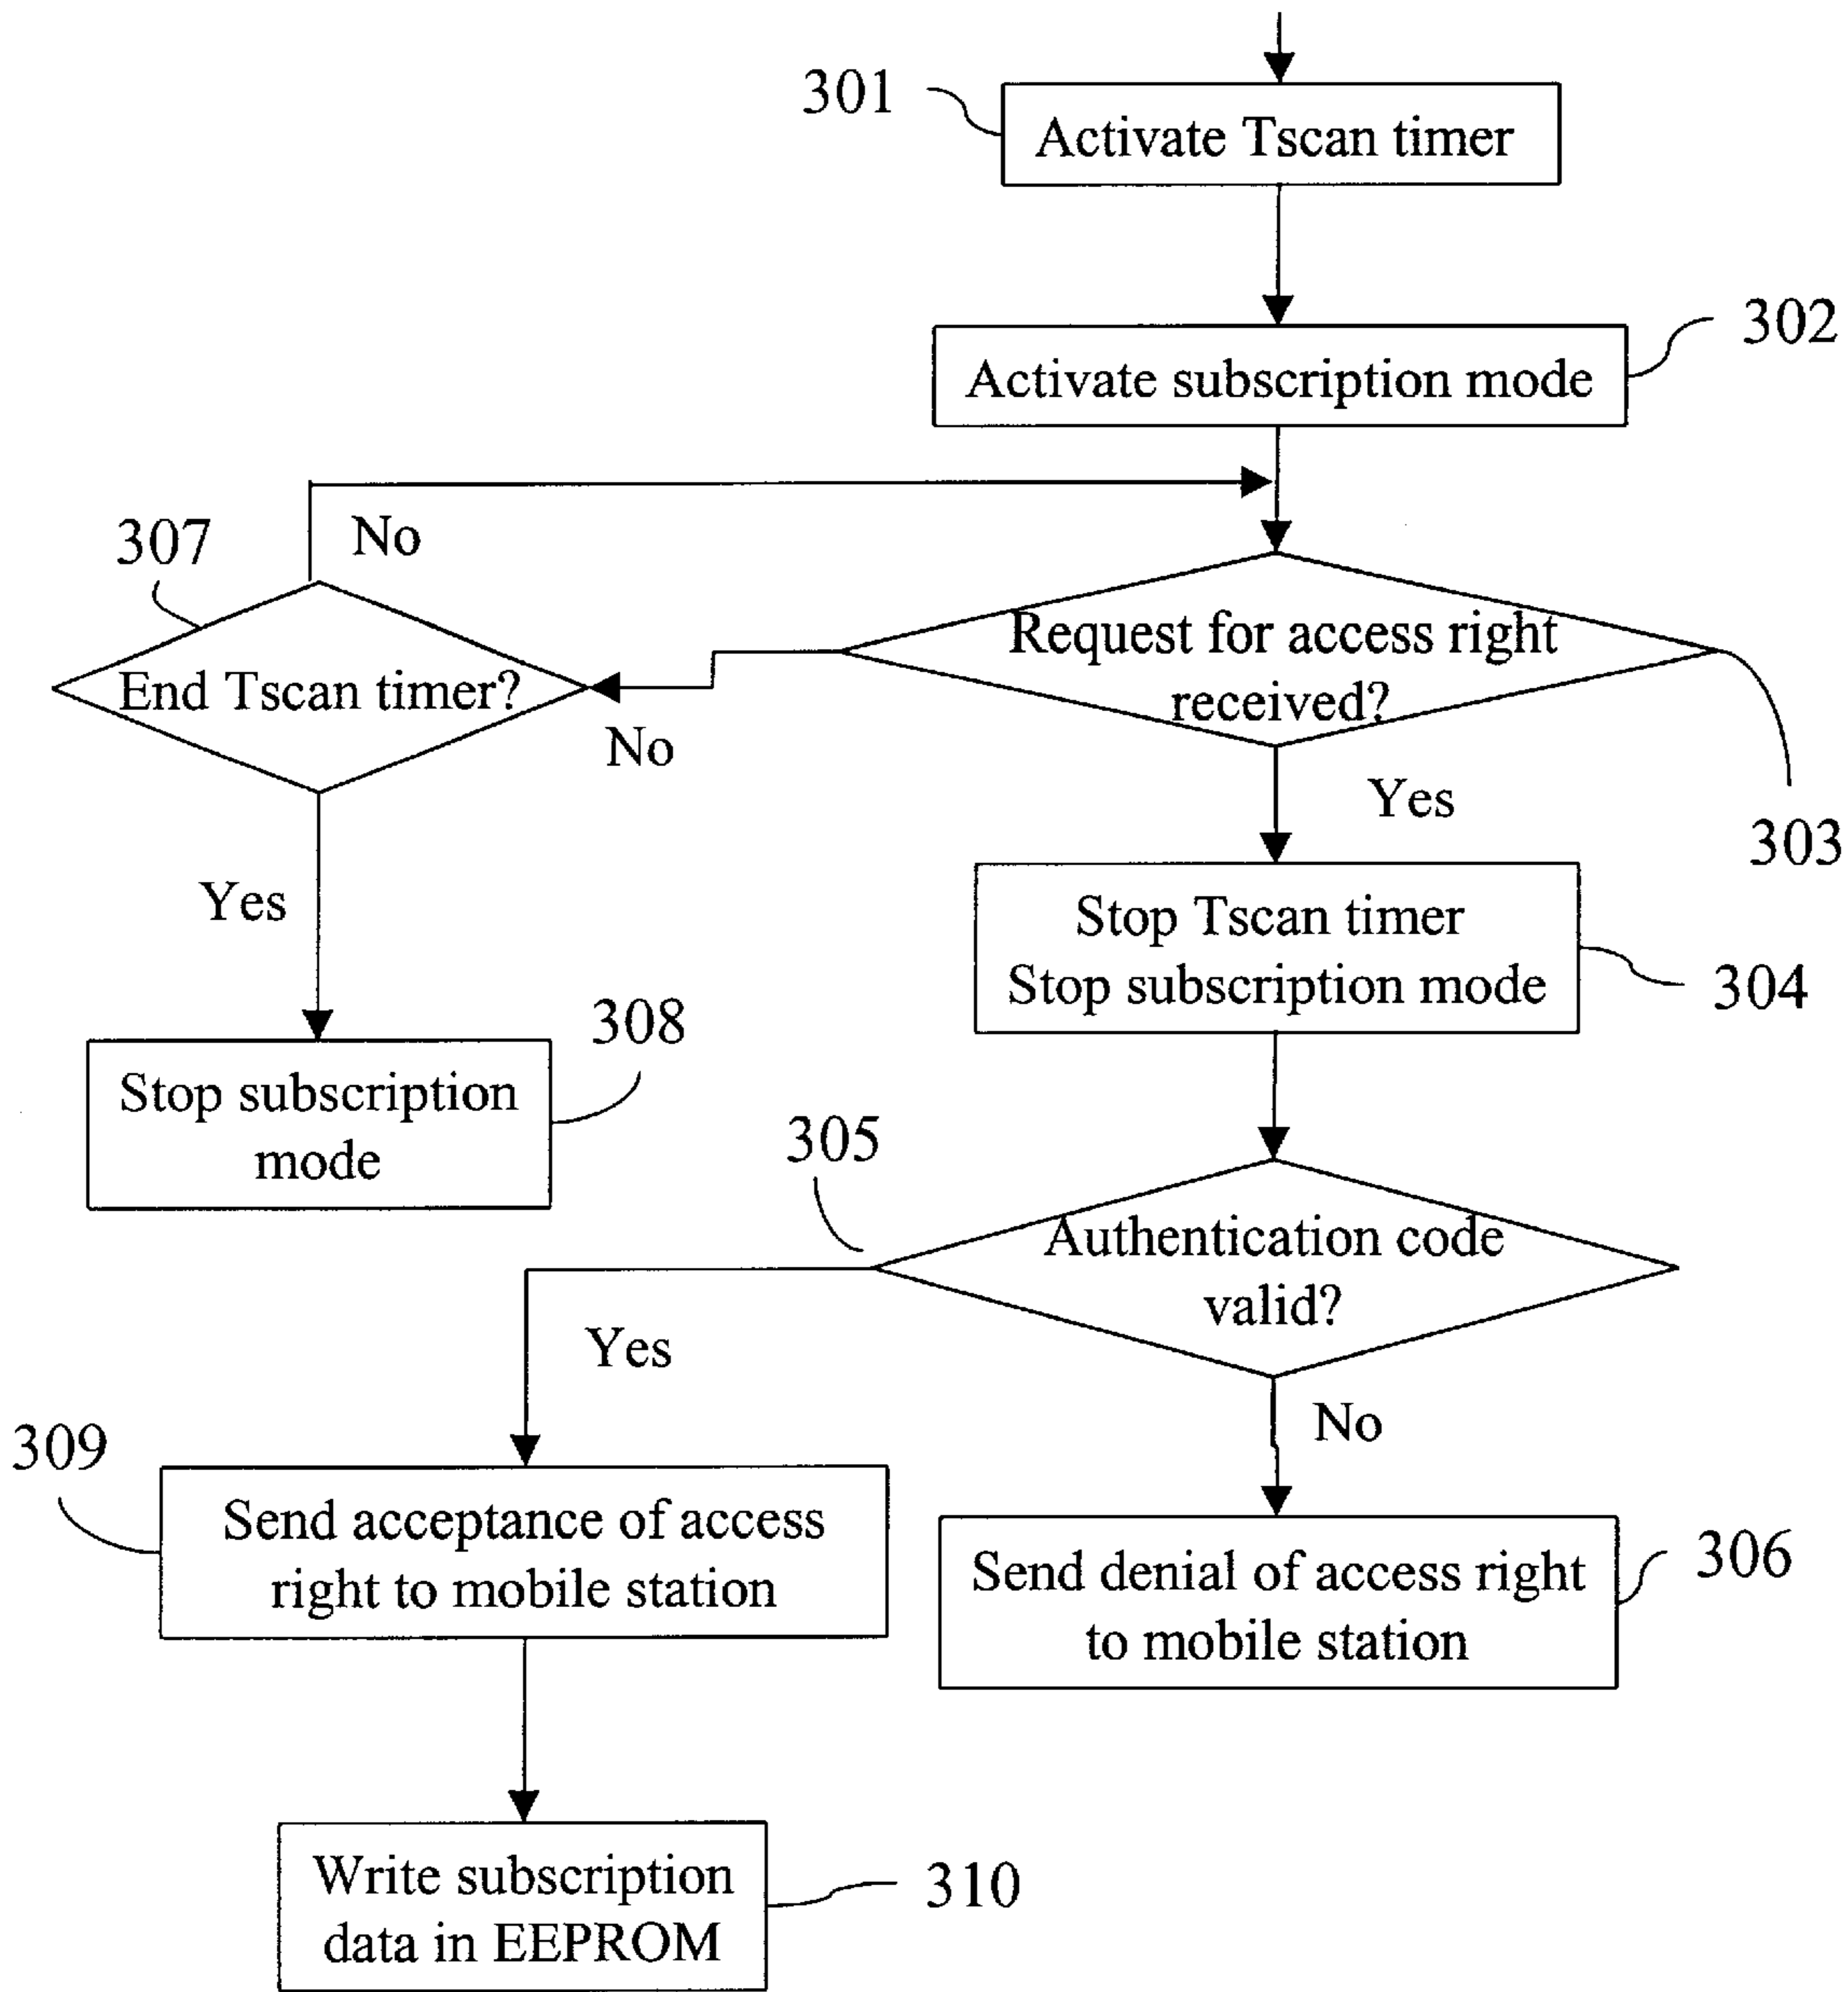 301
Activate Tscan timer
302
Activate subscription mode
307
No
Request for access right
received?
303
End Tscan timer?
No
Yes
Yes
Stop Tscan timer
Stop subscription mode
304
308
Stop subscription
mode
305
Authentication code
valid?
Yes
No
309
Send acceptance of access
right to mobile station
306
Send denial of access right
to mobile station
Write subscription
data in EEPROM
310